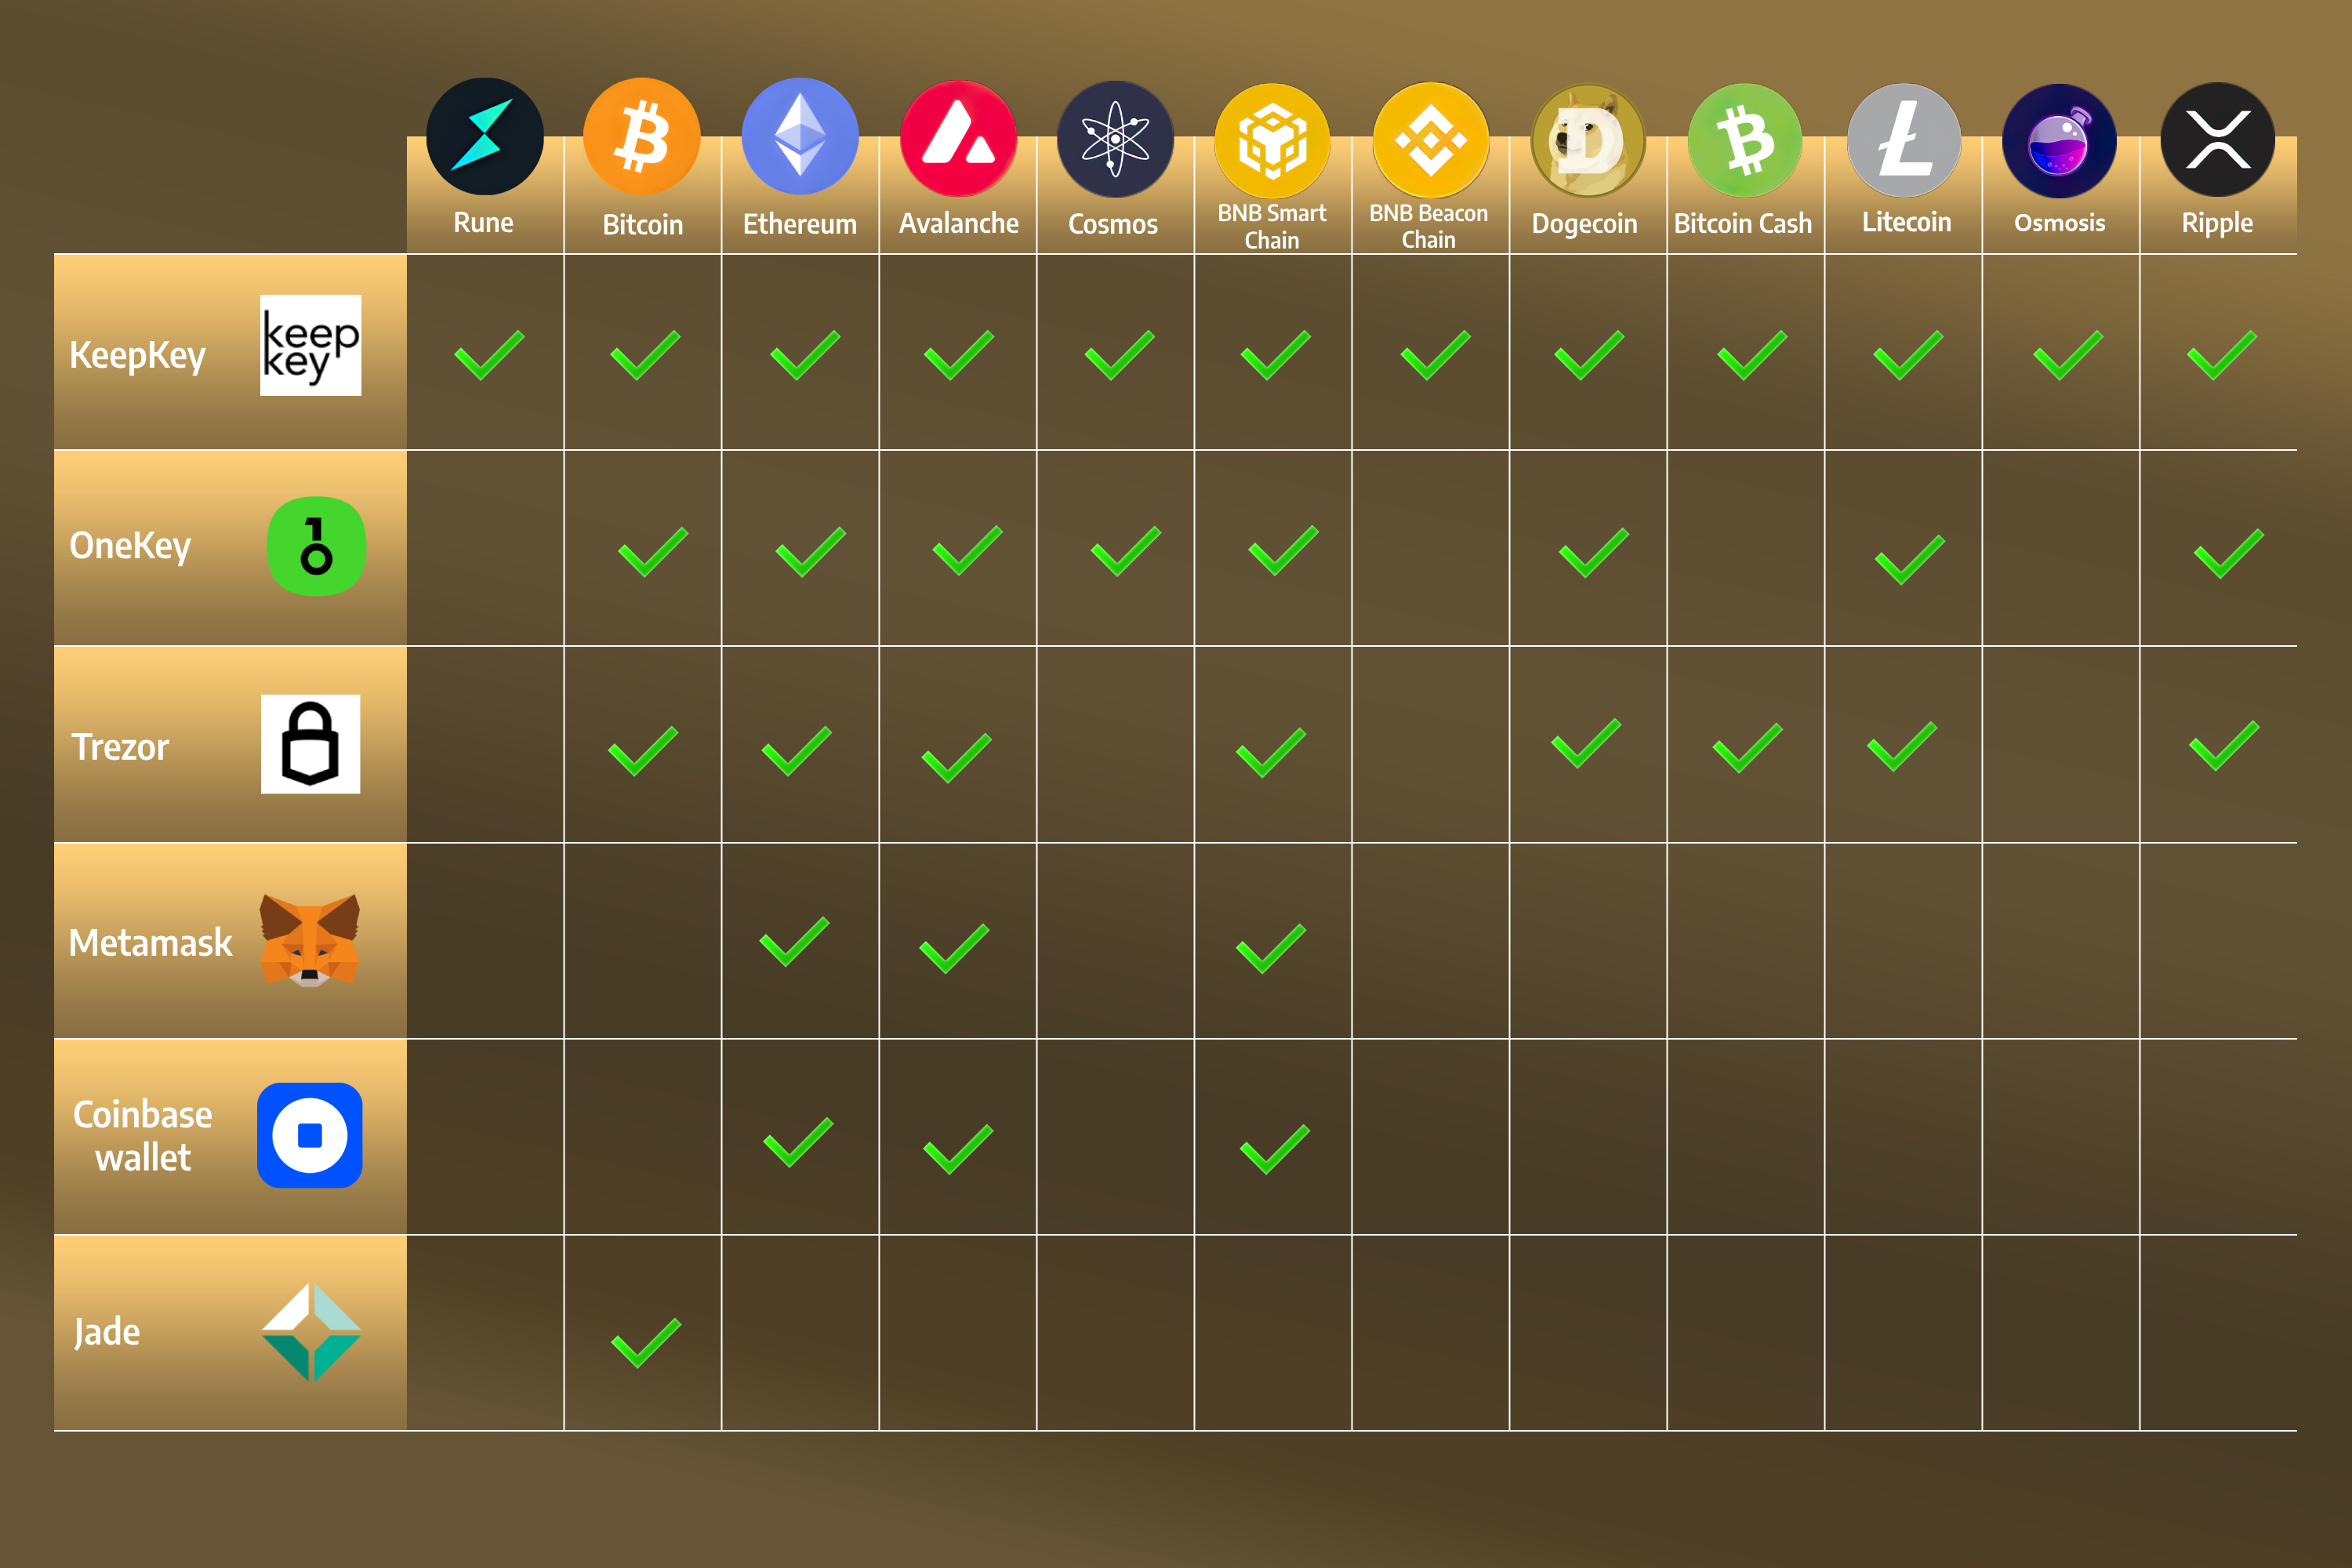 Rune
Bitcoin
Ethereum
Avalanche
Cosmos
BNB Smart
Chain
BNB Beacon
Chain
Dogecoin
Bitcoin Cash
Litecoin
Osmosis
Ripple
KeepKey
keep
key
OneKey
1
Trezor
Metamask
Coinbase
wallet
Jade